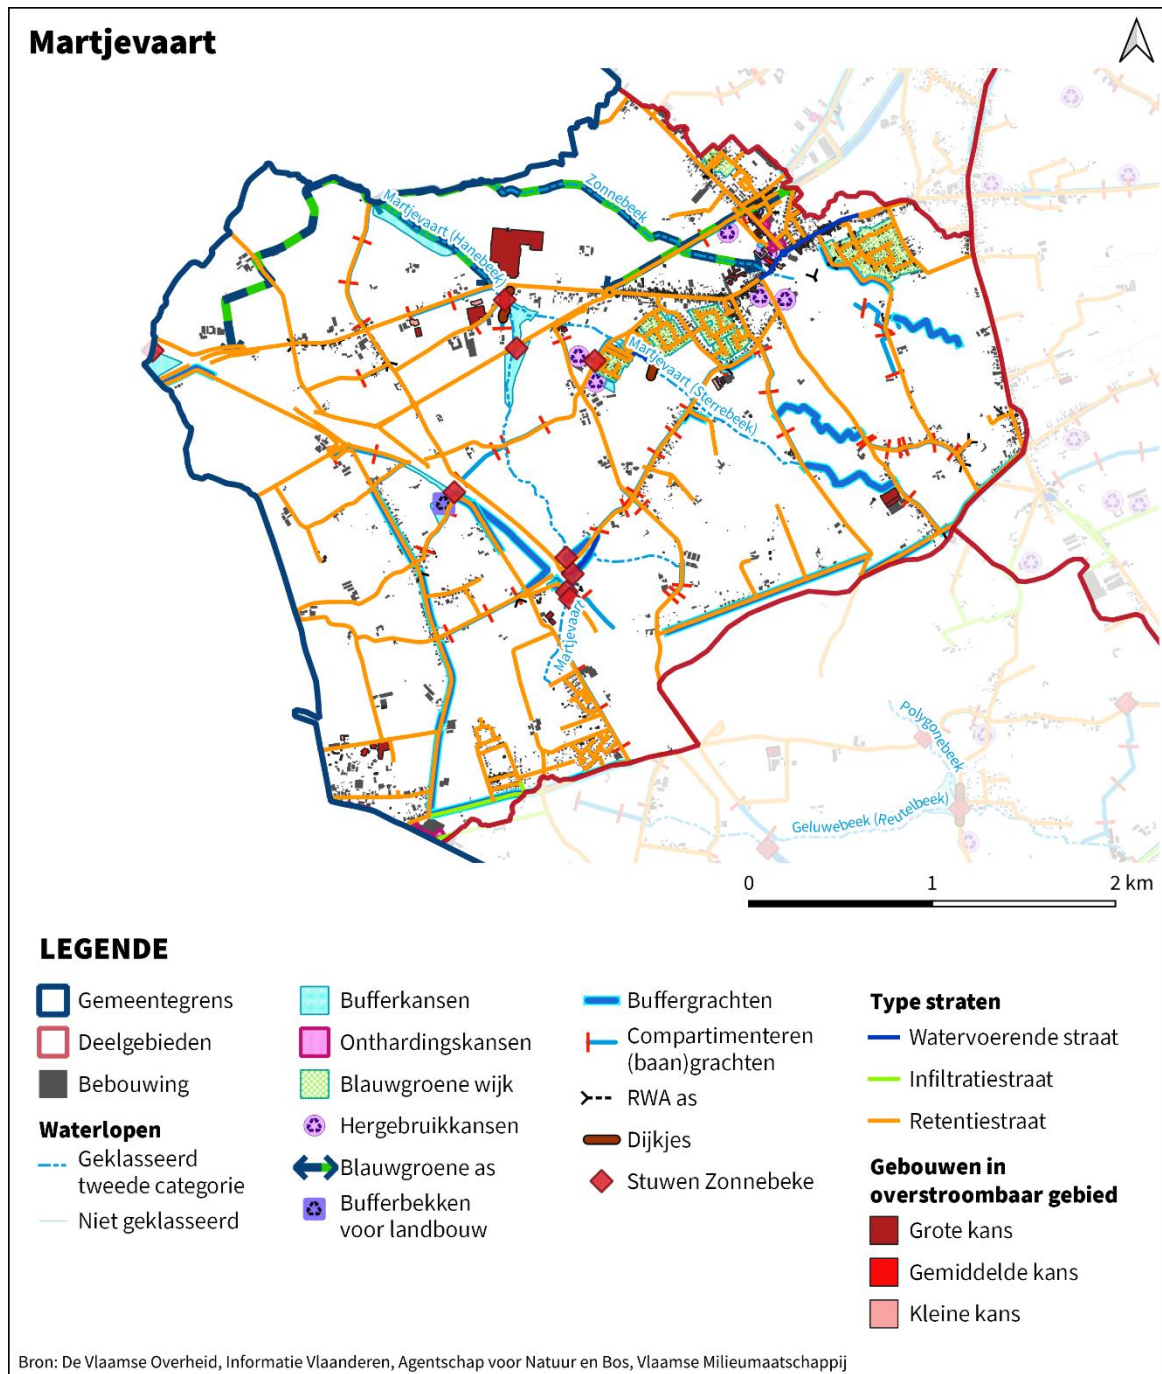 Martjevaart
Zonnebeek
Martjevaart (Hanebeek)
Martjevaart (Sterrebeek)
Martjevaart
Polygonebeek
Geluwebeek (Reutelbeek)
0 1 2 km
LEGENDE
Gemeentegrens
Deelgebieden
Bebouwing
Waterlopen
Geklasseerd
tweede categorie
Niet geklasseerd
Bufferkansen
Onthardingskansen
Blauwgroene wijk
Hergebruikkansen
Blauwgroene as
Bufferbekken
voor landbouw
Buffergrachten
Compartimenteren
(baan)grachten
RWA as
Dijkjes
Stuwen Zonnebeke
Type straten
Watervoerende straat
Infiltratiestraat
Retentiestraat
Gebouwen in
overstroombaar gebied
Grote kans
Gemiddelde kans
Kleine kans
Bron: De Vlaamse Overheid, Informatie Vlaanderen, Agentschap voor Natuur en Bos, Vlaamse Milieumaatschappij